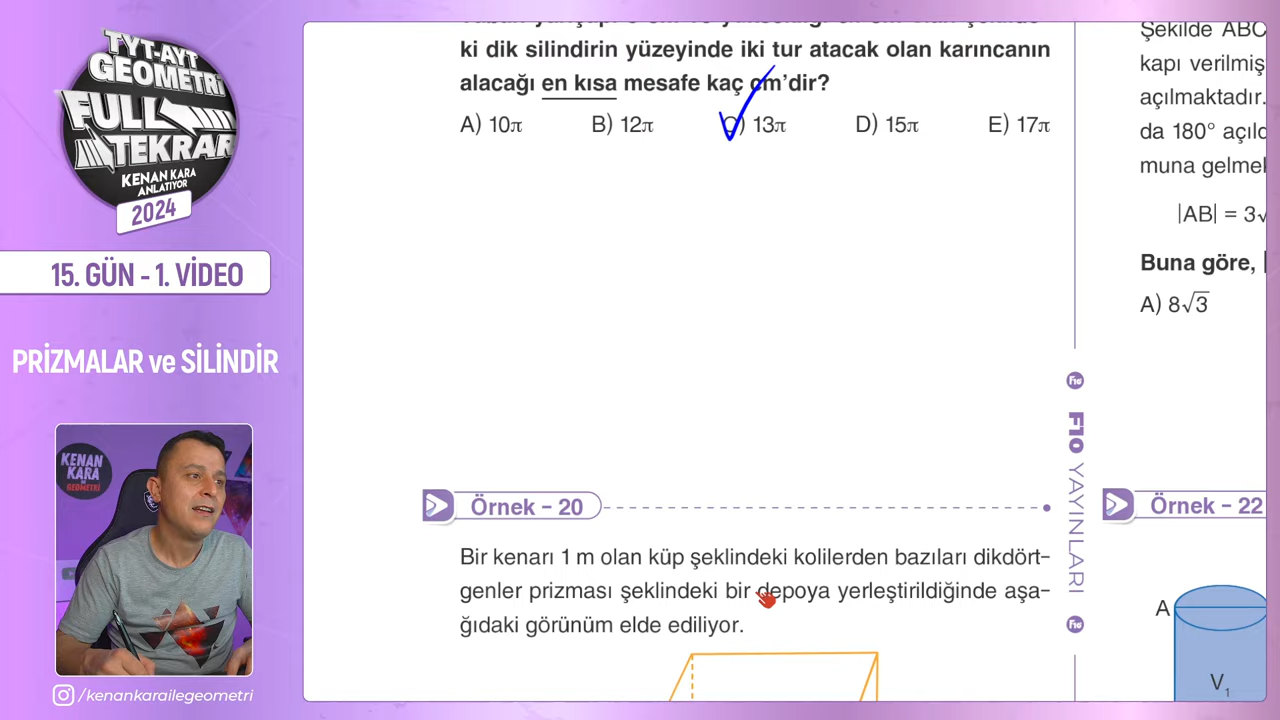 TYT-AYT
GEOMETRİ
FULL
TEKRAR
KENAN KARA
ANLATIYOR
2024
15. GÜN - 1. VİDEO
PRİZMALAR ve SİLİNDİR
KENAN
KARA
GEOMETRİ
/kenankarailegeometri
ki dik silindirin yüzeyinde iki tur atacak olan karıncanın
alacağı en kısa mesafe kaç cm'dir?
A) 10π B) 12π C) 13π D) 15π E) 17π
Örnek - 20
Bir kenarı 1 m olan küp şeklindeki kolilerden bazıları dikdört-
genler prizması şeklindeki bir depoya yerleştirildiğinde aşa-
ğıdaki görünüm elde ediliyor.
F10
F10 YAYINLARI
F10
Şekilde ABC
kapı verilmiş
açılmaktadır.
da 180° açıld
muna gelmek
|AB| = 3√
Buna göre, |
A) 8√3
Örnek - 22
A
V₁